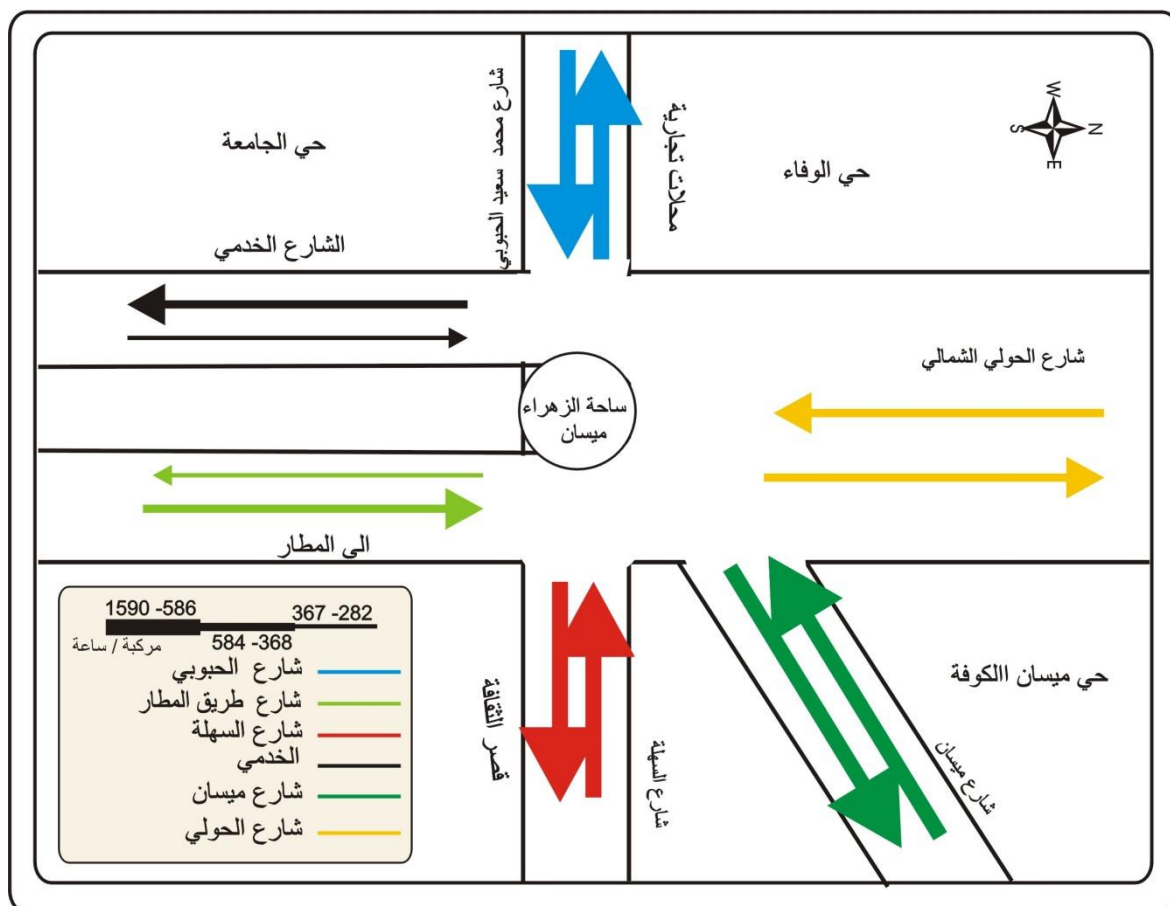 شارع محمد سعيد الحبوبي
محلات تجارية
حي الجامعة
حي الوفاء
W
N
S
E
الشارع الخدمي
شارع الحولي الشمالي
ساحة الزهراء
ميسان
الى المطار
حي ميسان االكوفة
قصر الثقافة
شارع السهلة
شارع ميسان
1590 -586
367 -282
584 -368
مركبة / ساعة
شارع الحبوبي
شارع طريق المطار
شارع السهلة
الخدمي
شارع ميسان
شارع الحولي